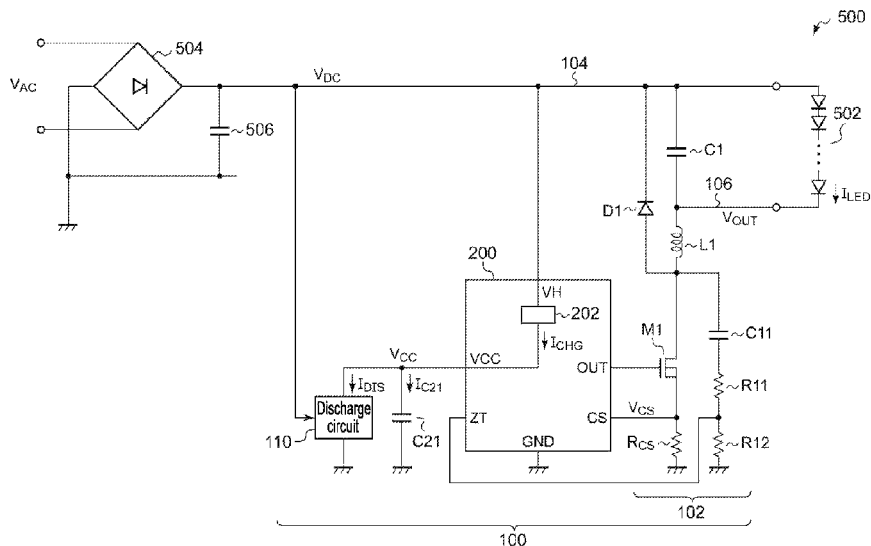 500
504
VDC
104
VAC
506
C1
502
106
ILED
D1
VOUT
L1
200
VH
202
M1
C11
VCC
VCC
ICHG
OUT
IDIS
IC21
R11
Discharge
circuit
VCS
110
C21
ZT
CS
GND
RCS
R12
102
100